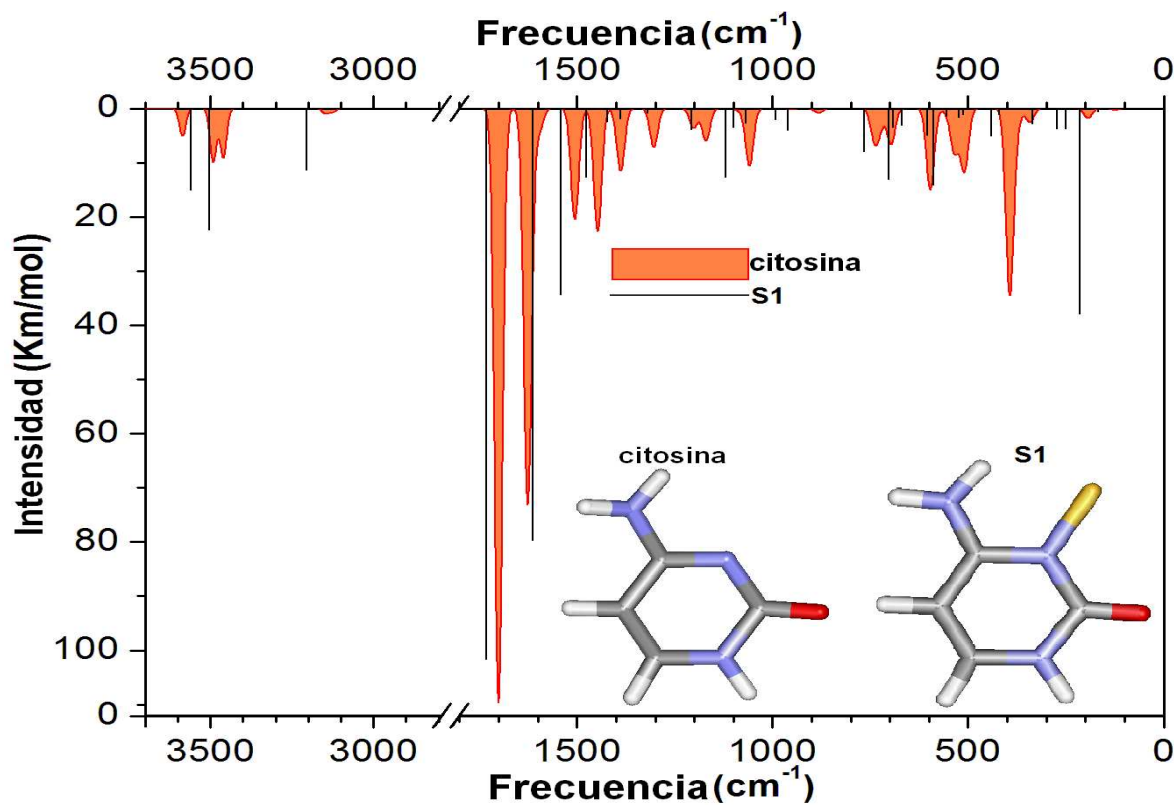 Frecuencia (cm-1)
3500 3000 1500 1000 500 0
Intensidad (Km/mol)
0
20
40
60
80
100
0
citosina
S1
citosina
S1
3500 3000 1500 1000 500 0
Frecuencia (cm-1)